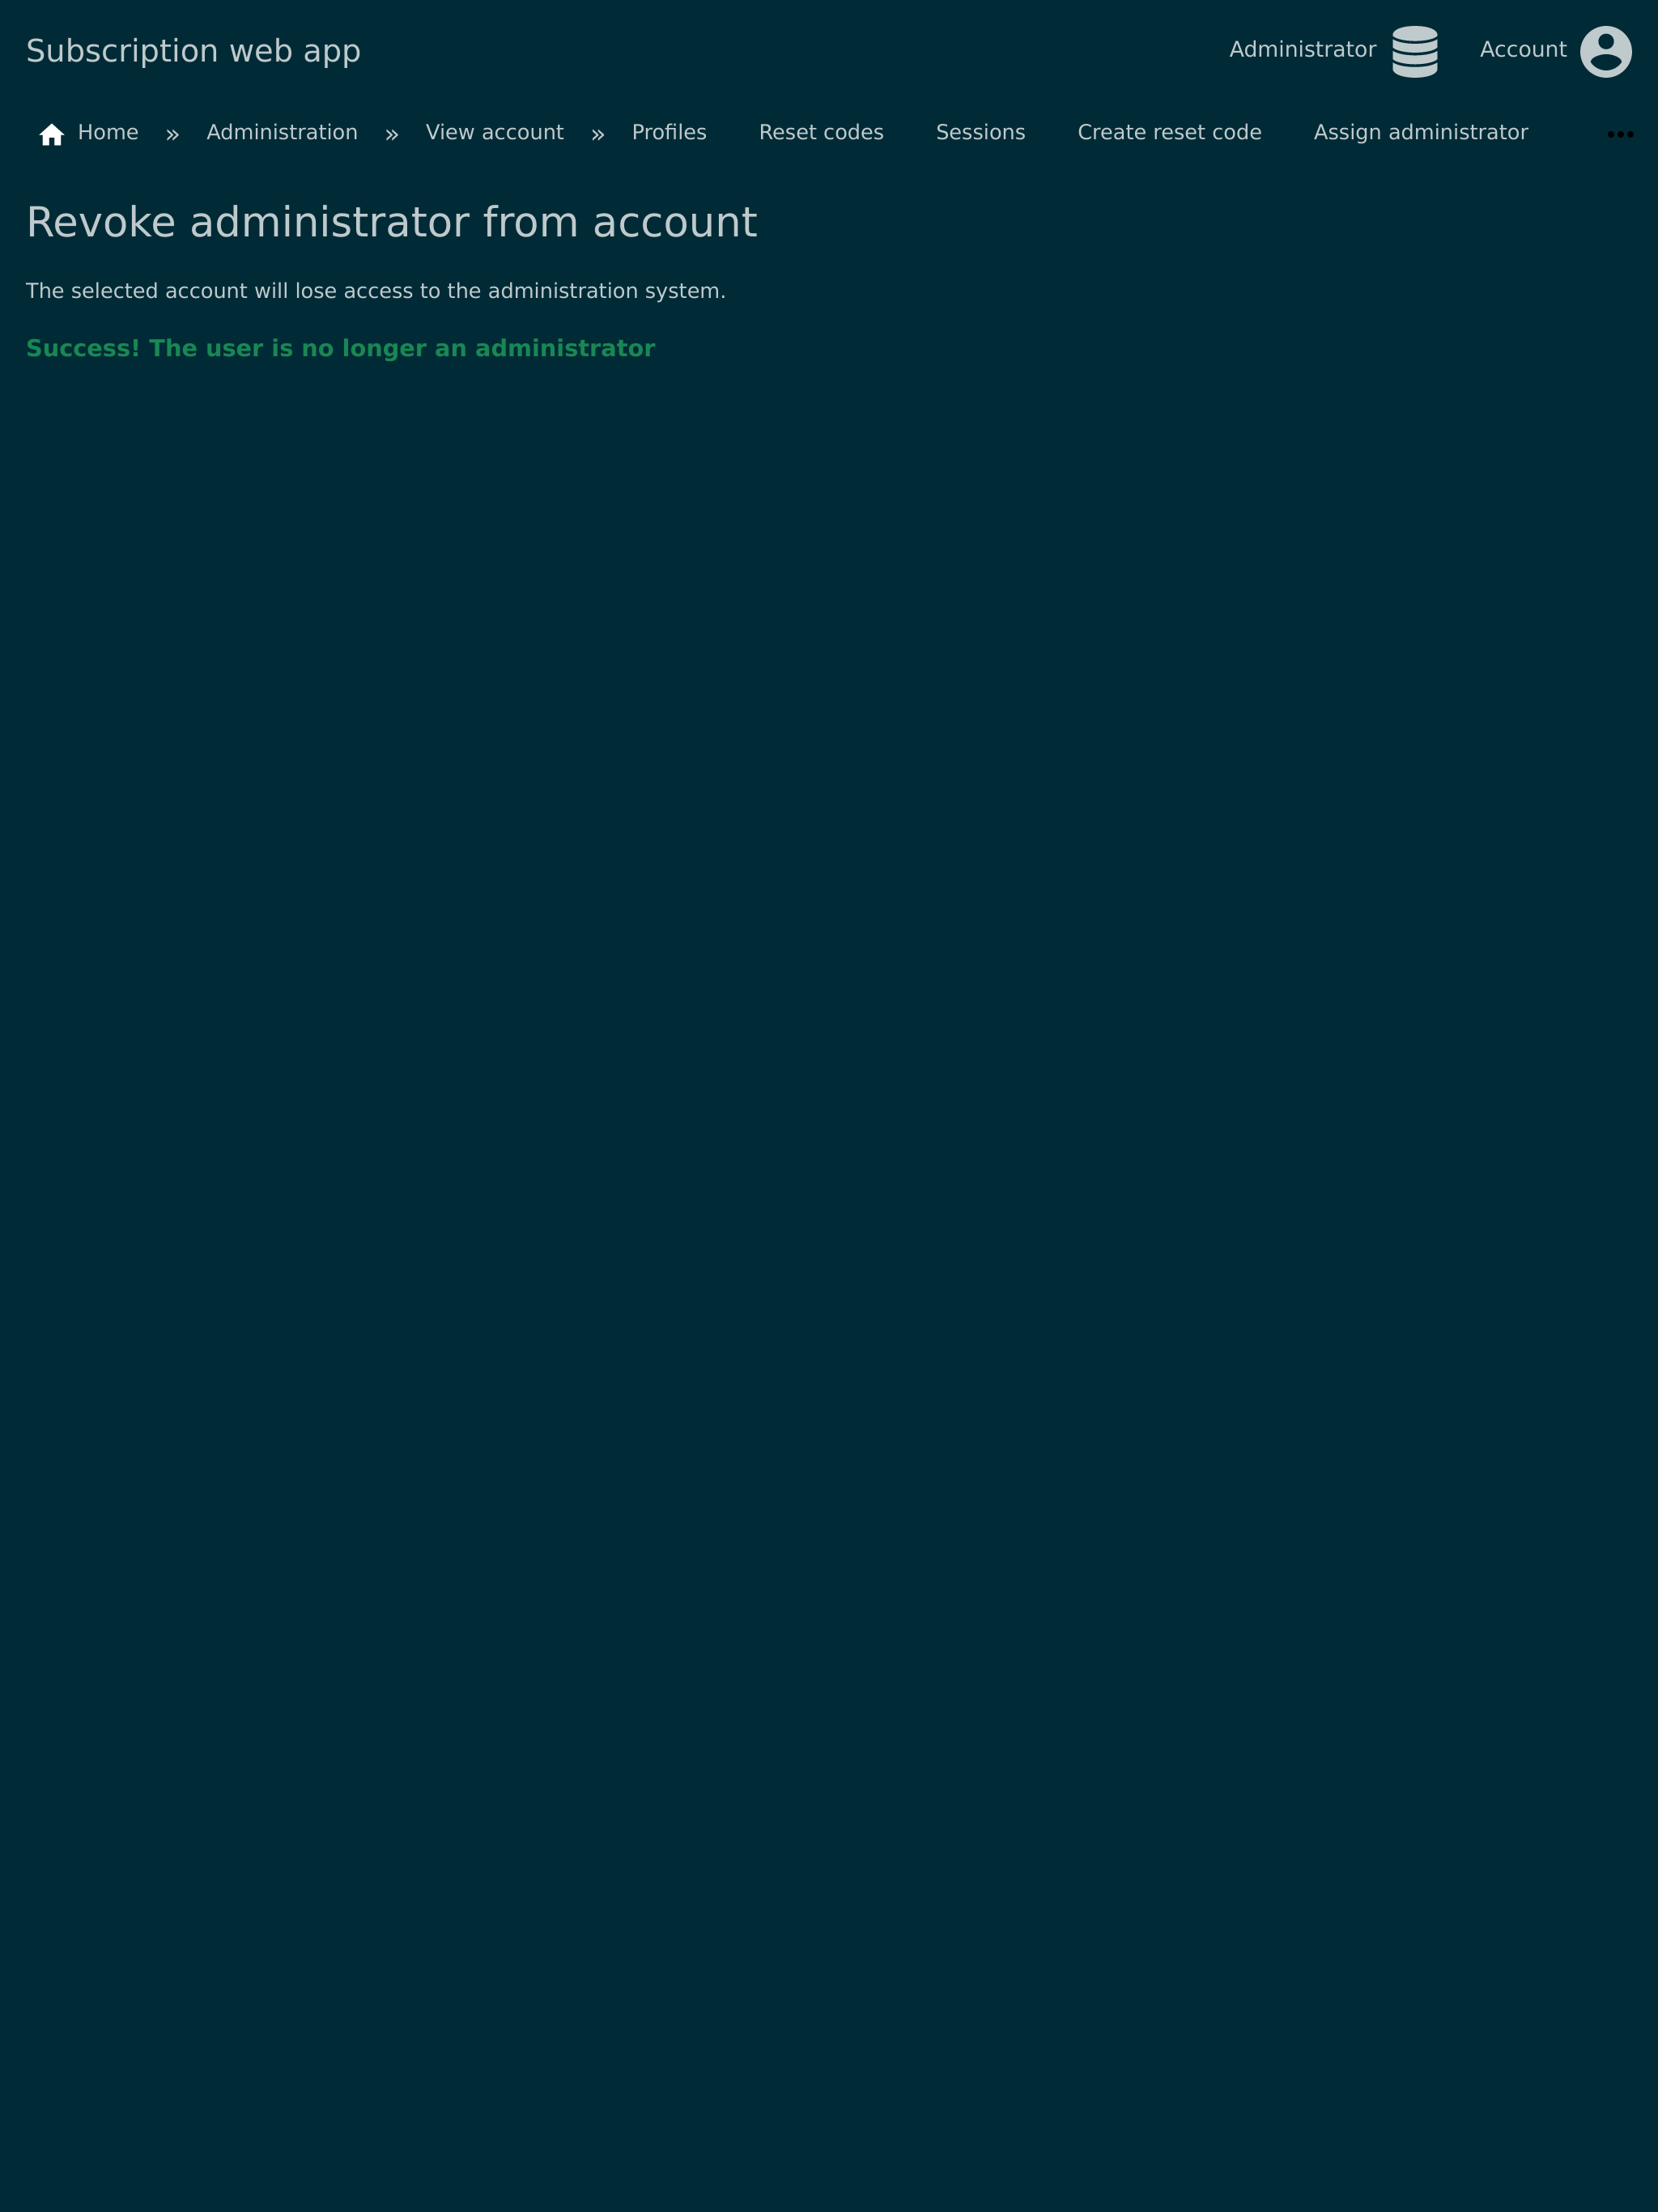 Subscription web app
Administrator
Account
Home » Administration » View account » Profiles Reset codes Sessions Create reset code Assign administrator
Revoke administrator from account
The selected account will lose access to the administration system.
Success! The user is no longer an administrator